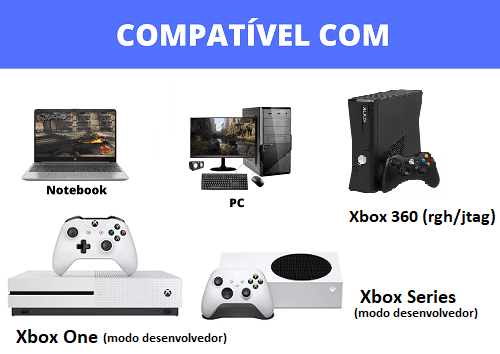 COMPATÍVEL COM
Notebook
PC
Xbox 360 (rgh/jtag)
Xbox One (modo desenvolvedor)
Xbox Series
(modo desenvolvedor)